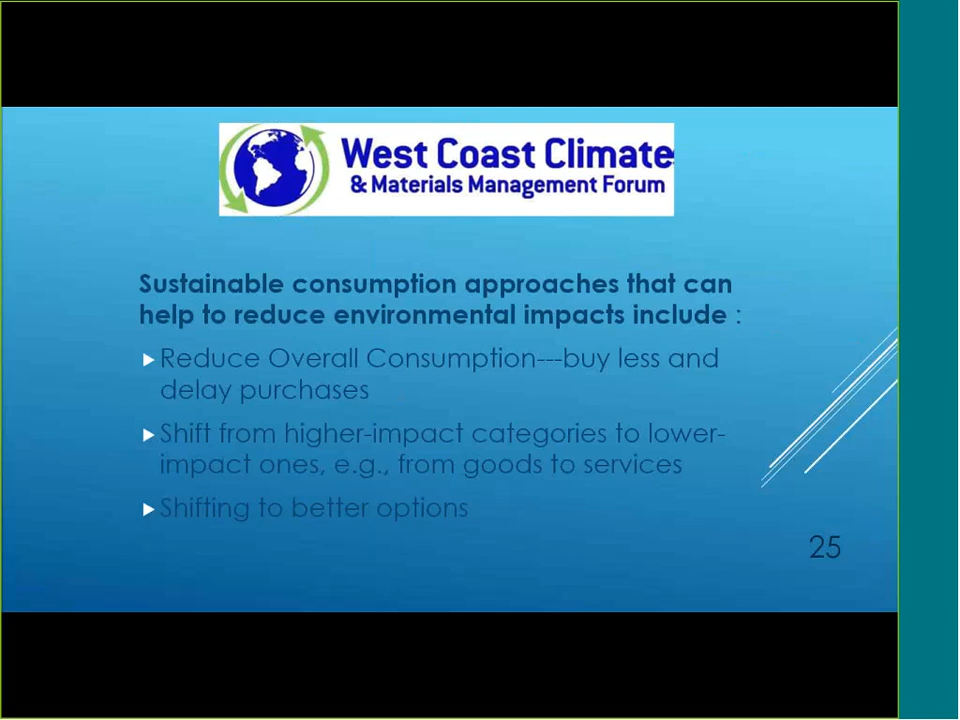 West Coast Climate
& Materials Management Forum
Sustainable consumption approaches that can
help to reduce environmental impacts include :
Reduce Overall Consumption---buy less and
delay purchases
Shift from higher-impact categories to lower-
impact ones, e.g., from goods to services
Shifting to better options
25